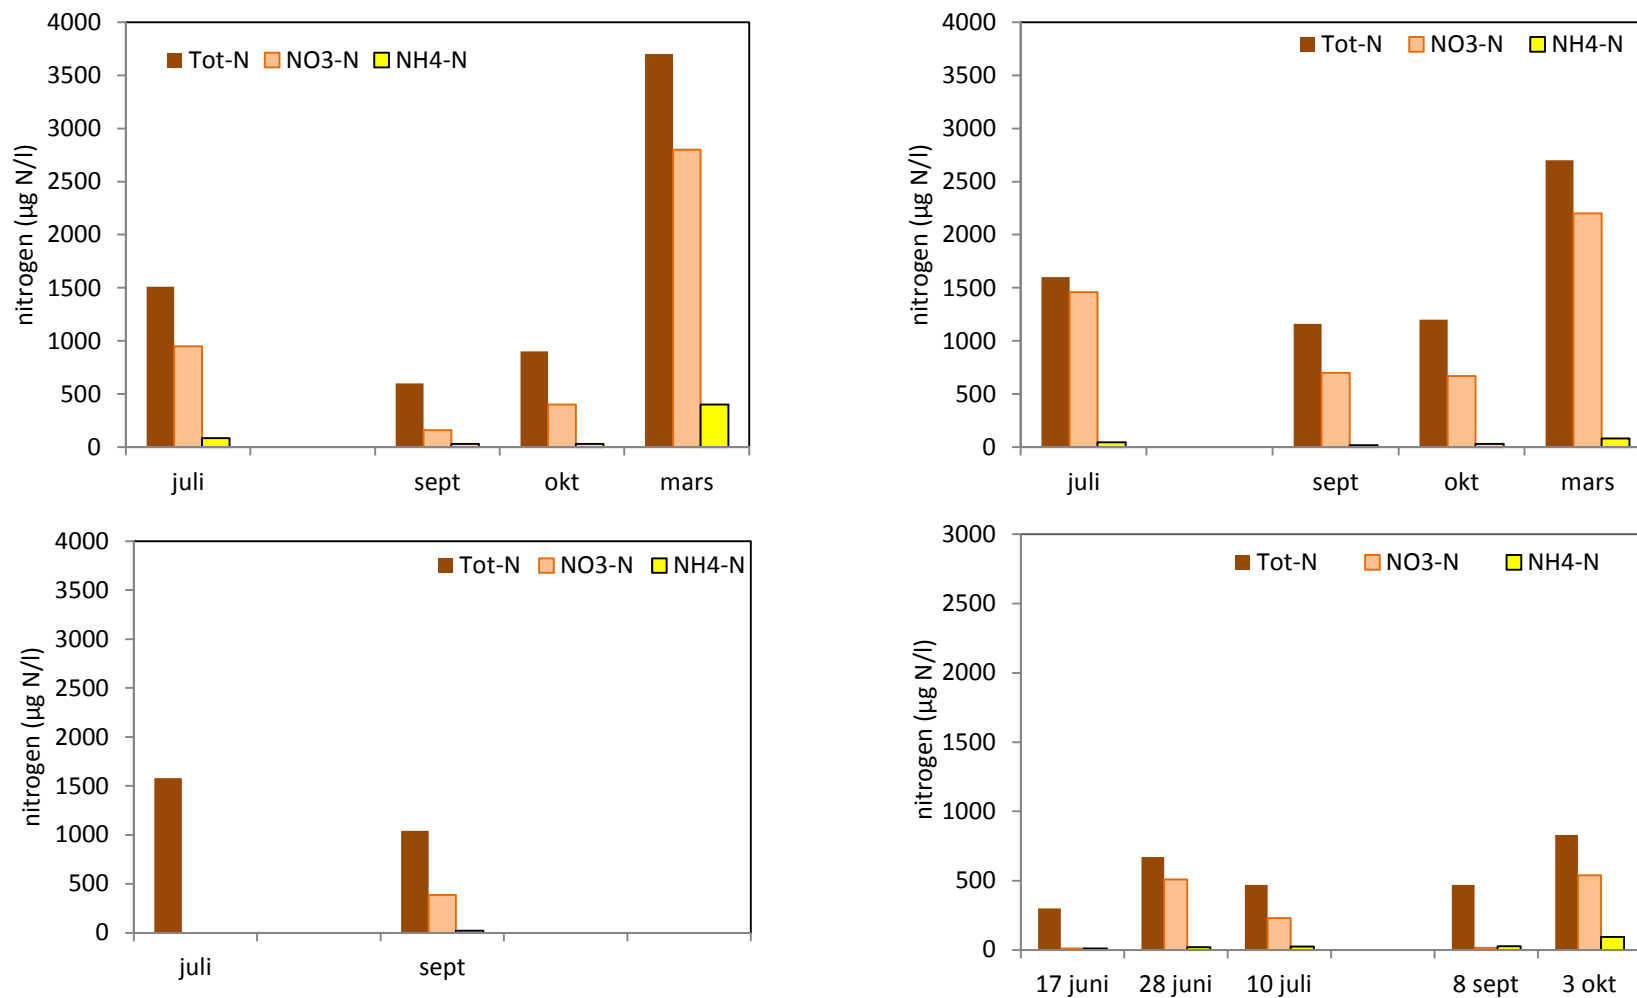 4000
3500
3000
2500
2000
1500
1000
500
0
nitrogen (µg N/l)
Tot-N NO3-N NH4-N
juli sept okt mars
4000
3500
3000
2500
2000
1500
1000
500
0
nitrogen (µg N/l)
Tot-N NO3-N NH4-N
juli sept okt mars
4000
3500
3000
2500
2000
1500
1000
500
0
nitrogen (µg N/l)
Tot-N NO3-N NH4-N
juli sept
3000
2500
2000
1500
1000
500
0
nitrogen (µg N/l)
Tot-N NO3-N NH4-N
17 juni 28 juni 10 juli 8 sept 3 okt